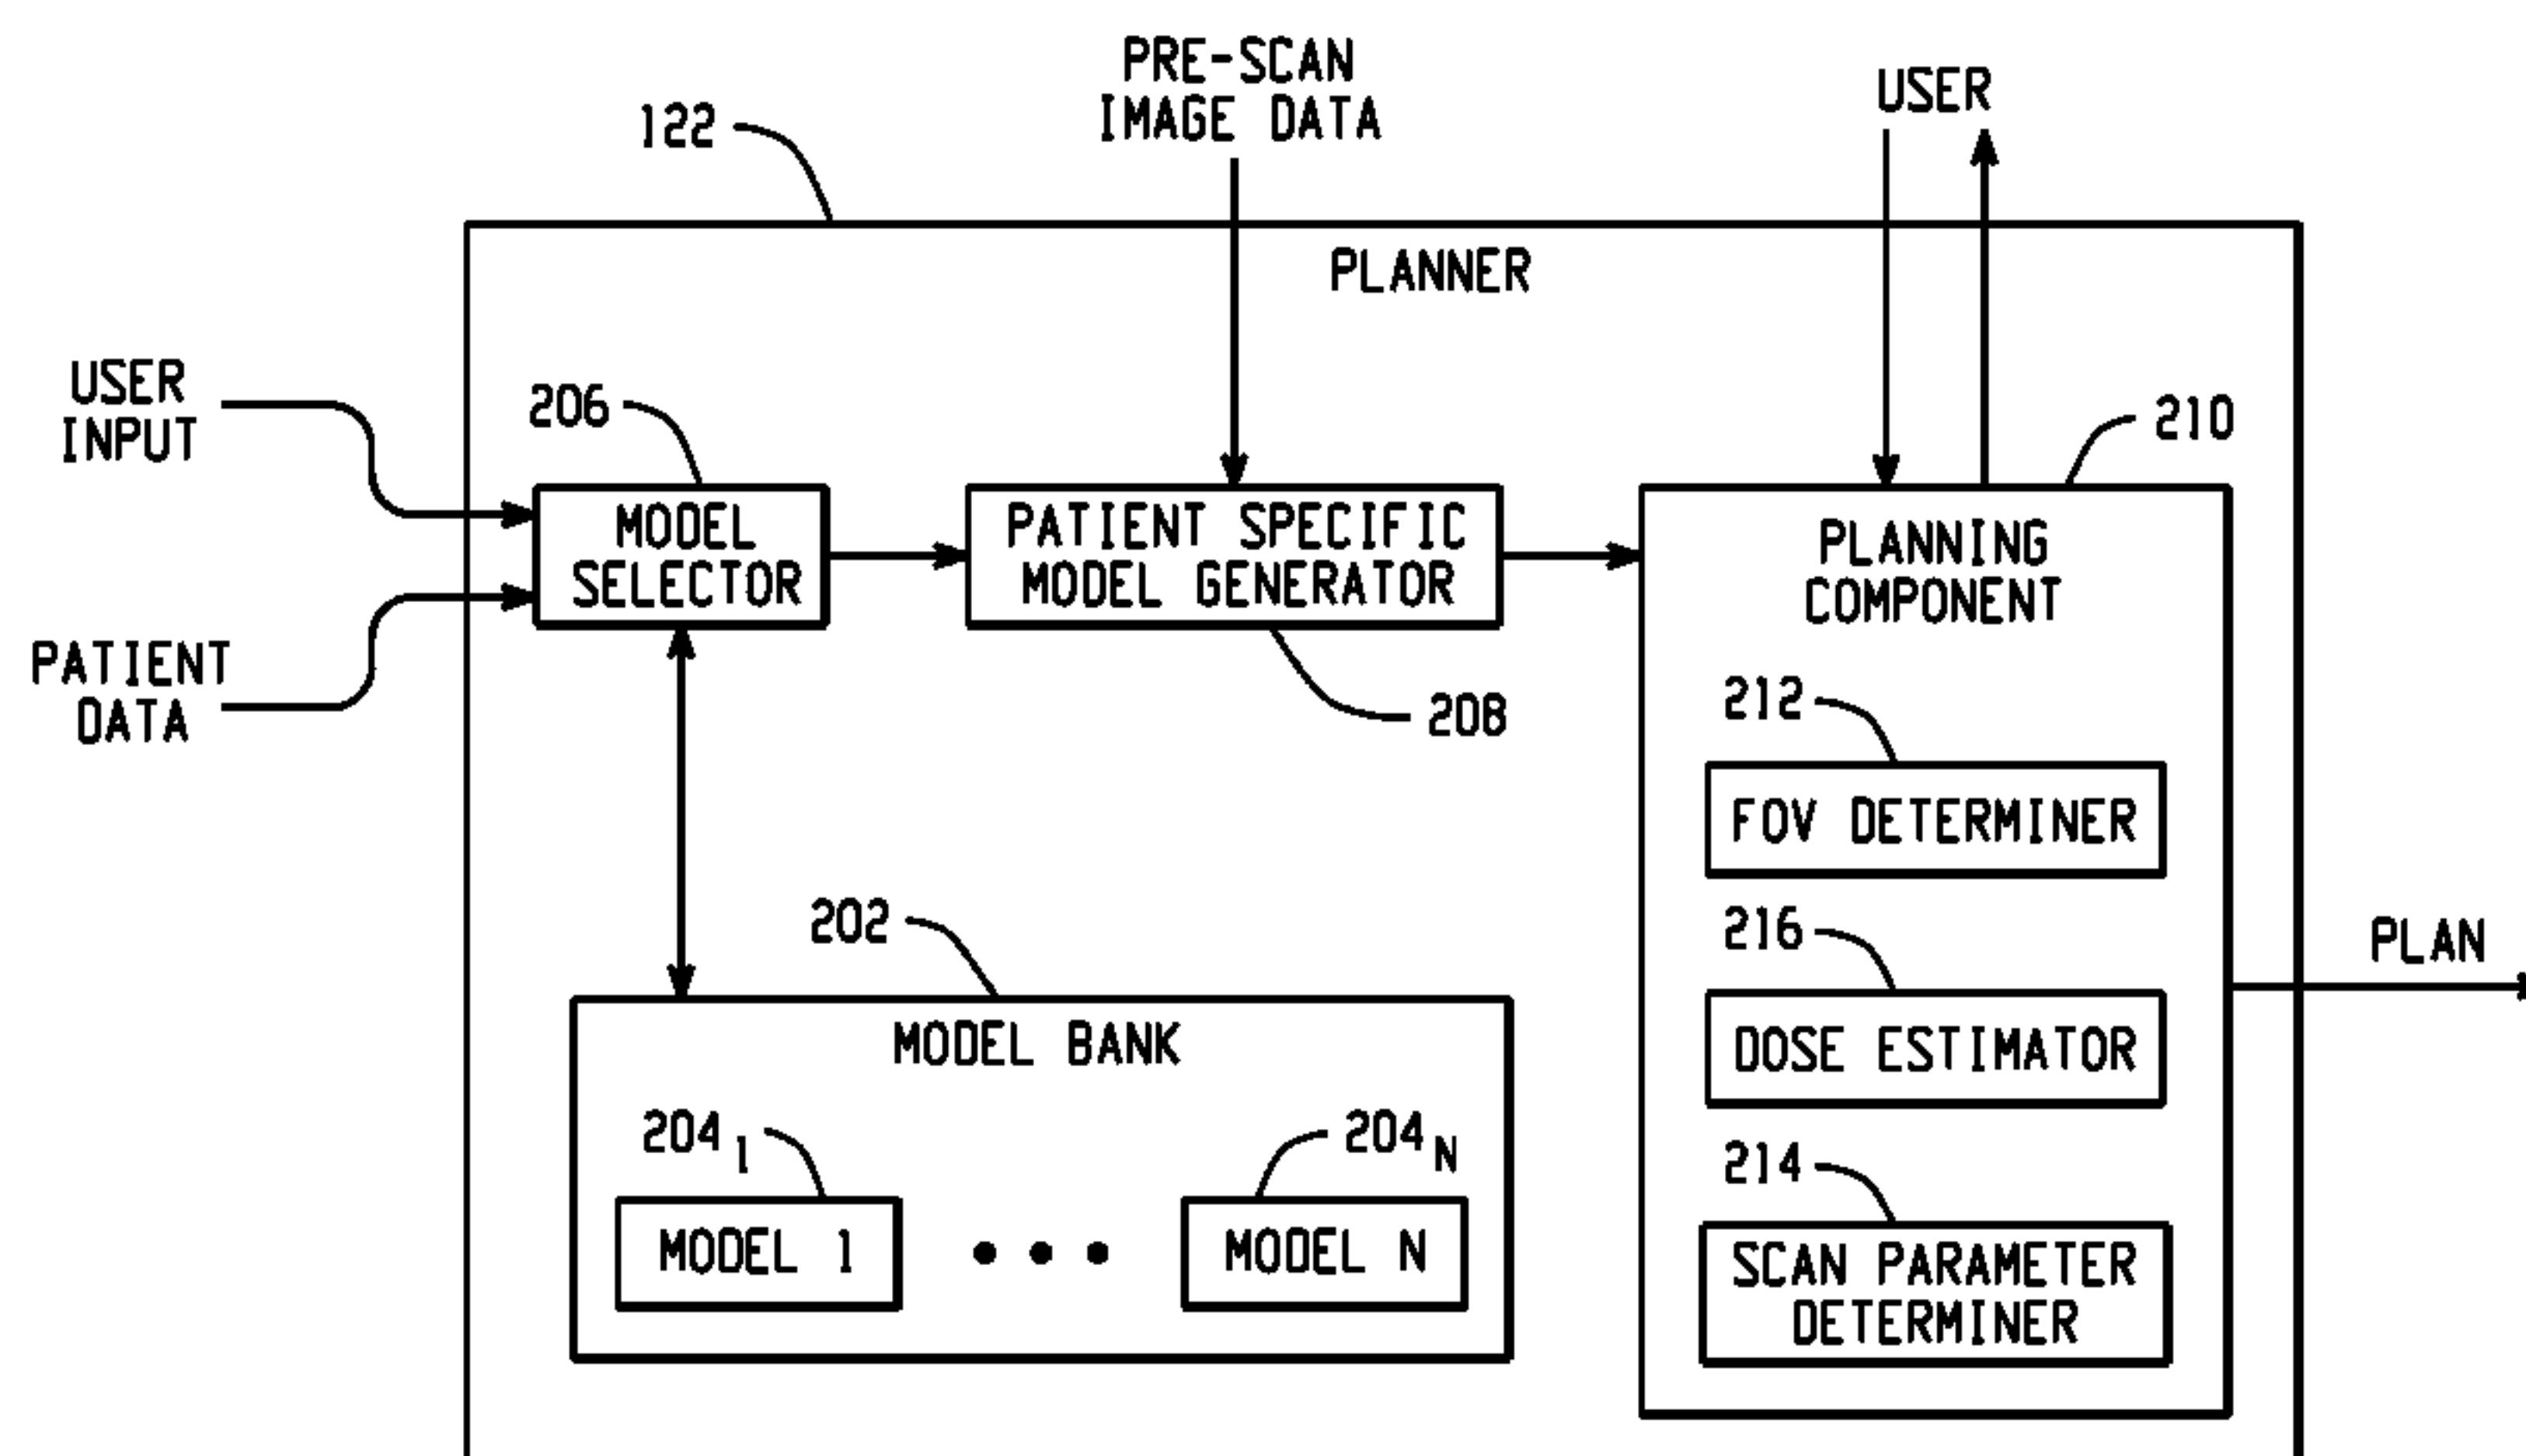 PRE-SCAN
IMAGE DATA
USER
122
PLANNER
USER
INPUT
206
210
MODEL
SELECTOR
PATIENT SPECIFIC
MODEL GENERATOR
PLANNING
COMPONENT
PATIENT
DATA
208
212
FOV DETERMINER
202
216
PLAN
MODEL BANK
DOSE ESTIMATOR
204 1
204 N
214
MODEL 1
MODEL N
SCAN PARAMETER
DETERMINER